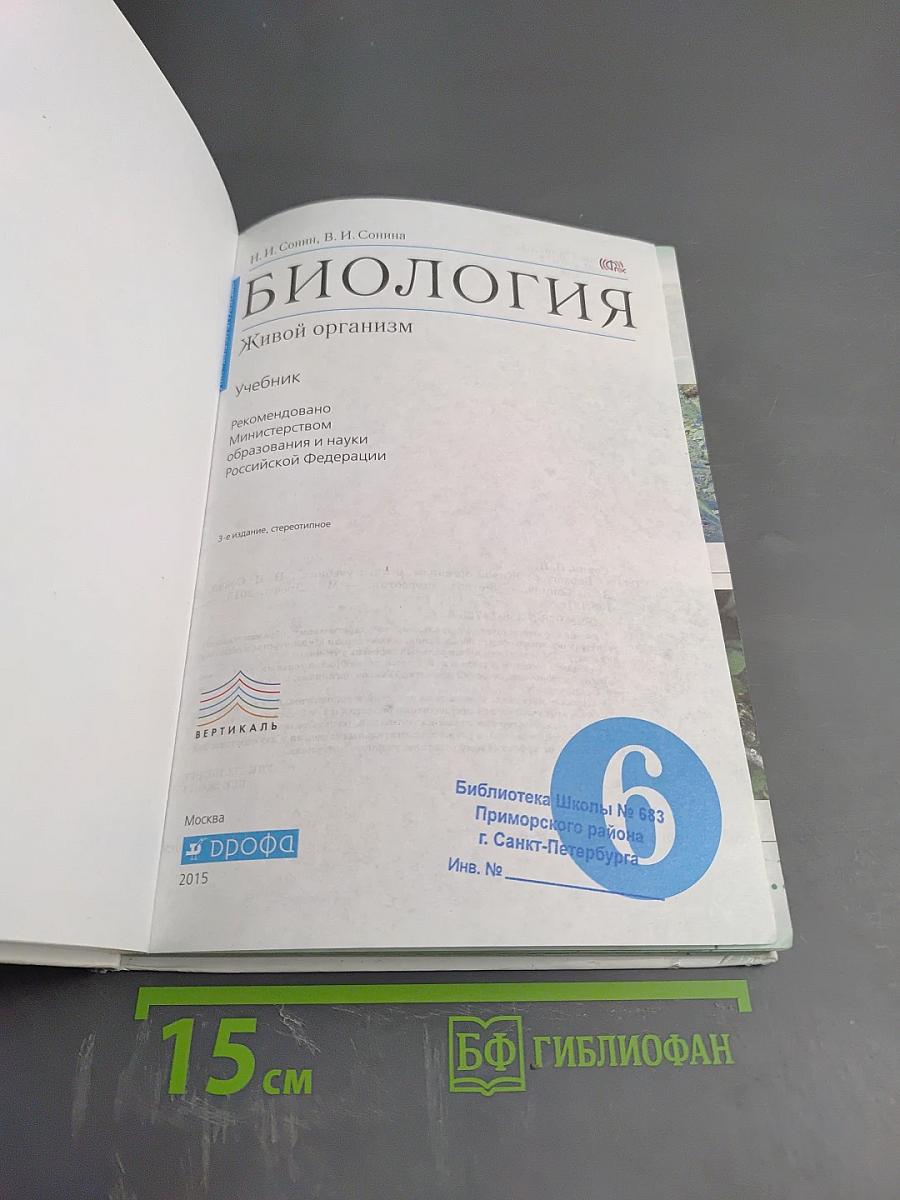 Н. И. Сонин, В. И. Сонина
БИОЛОГИЯ
Живой организм
Учебник
Рекомендовано
Министерством
образования и науки
Российской Федерации
3-е издание, стереотипное
ВЕРТИКАЛЬ
Москва
ДРОФА
2015
6
Библиотека Школы № 683
Приморского района
г. Санкт-Петербурга
Инв. №
15 см
БФ ГИБЛИОФАН